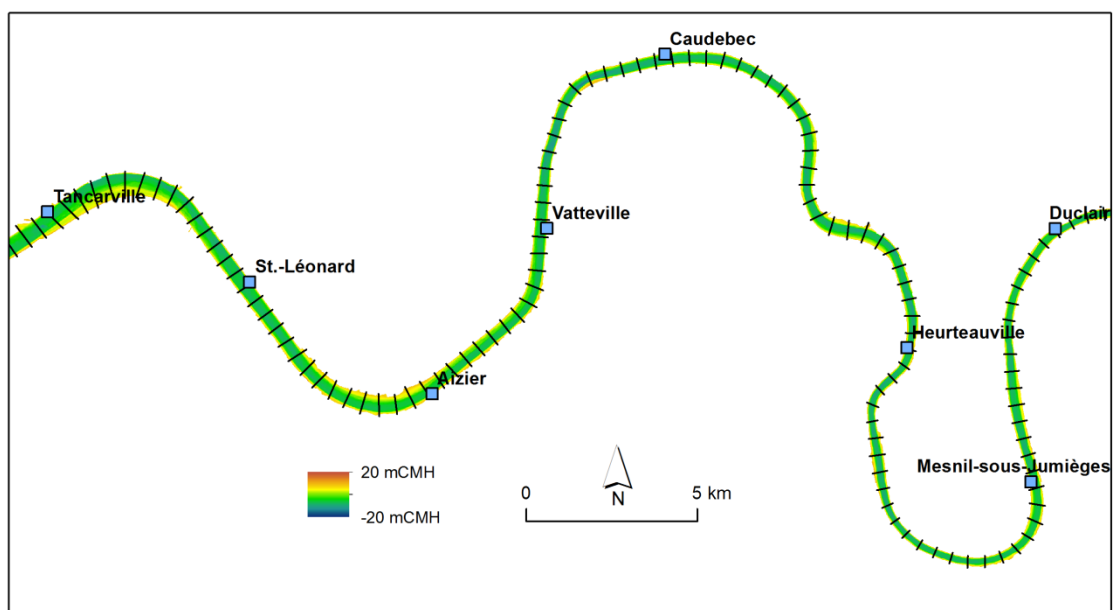 Caudebec
Tancarville
Vatteville
Duclair
St.-Léonard
Heurteauville
Aizier
Mesnil-sous-Jumièges
20 mCMH
-20 mCMH
0
5 km
N